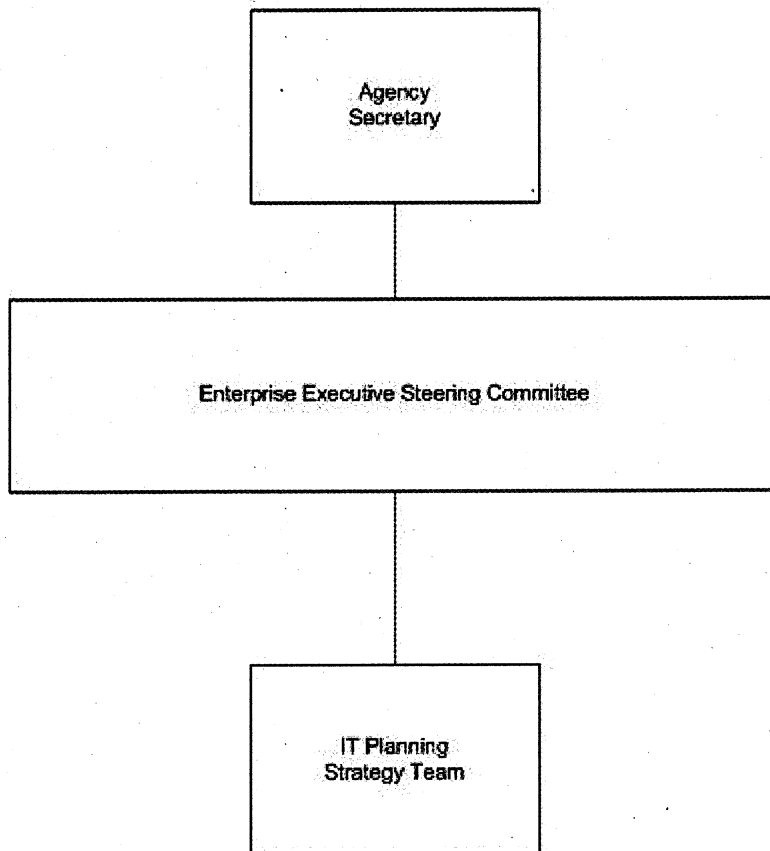 Agency
Secretary
Enterprise Executive Steering Committee
IT Planning
Strategy Team